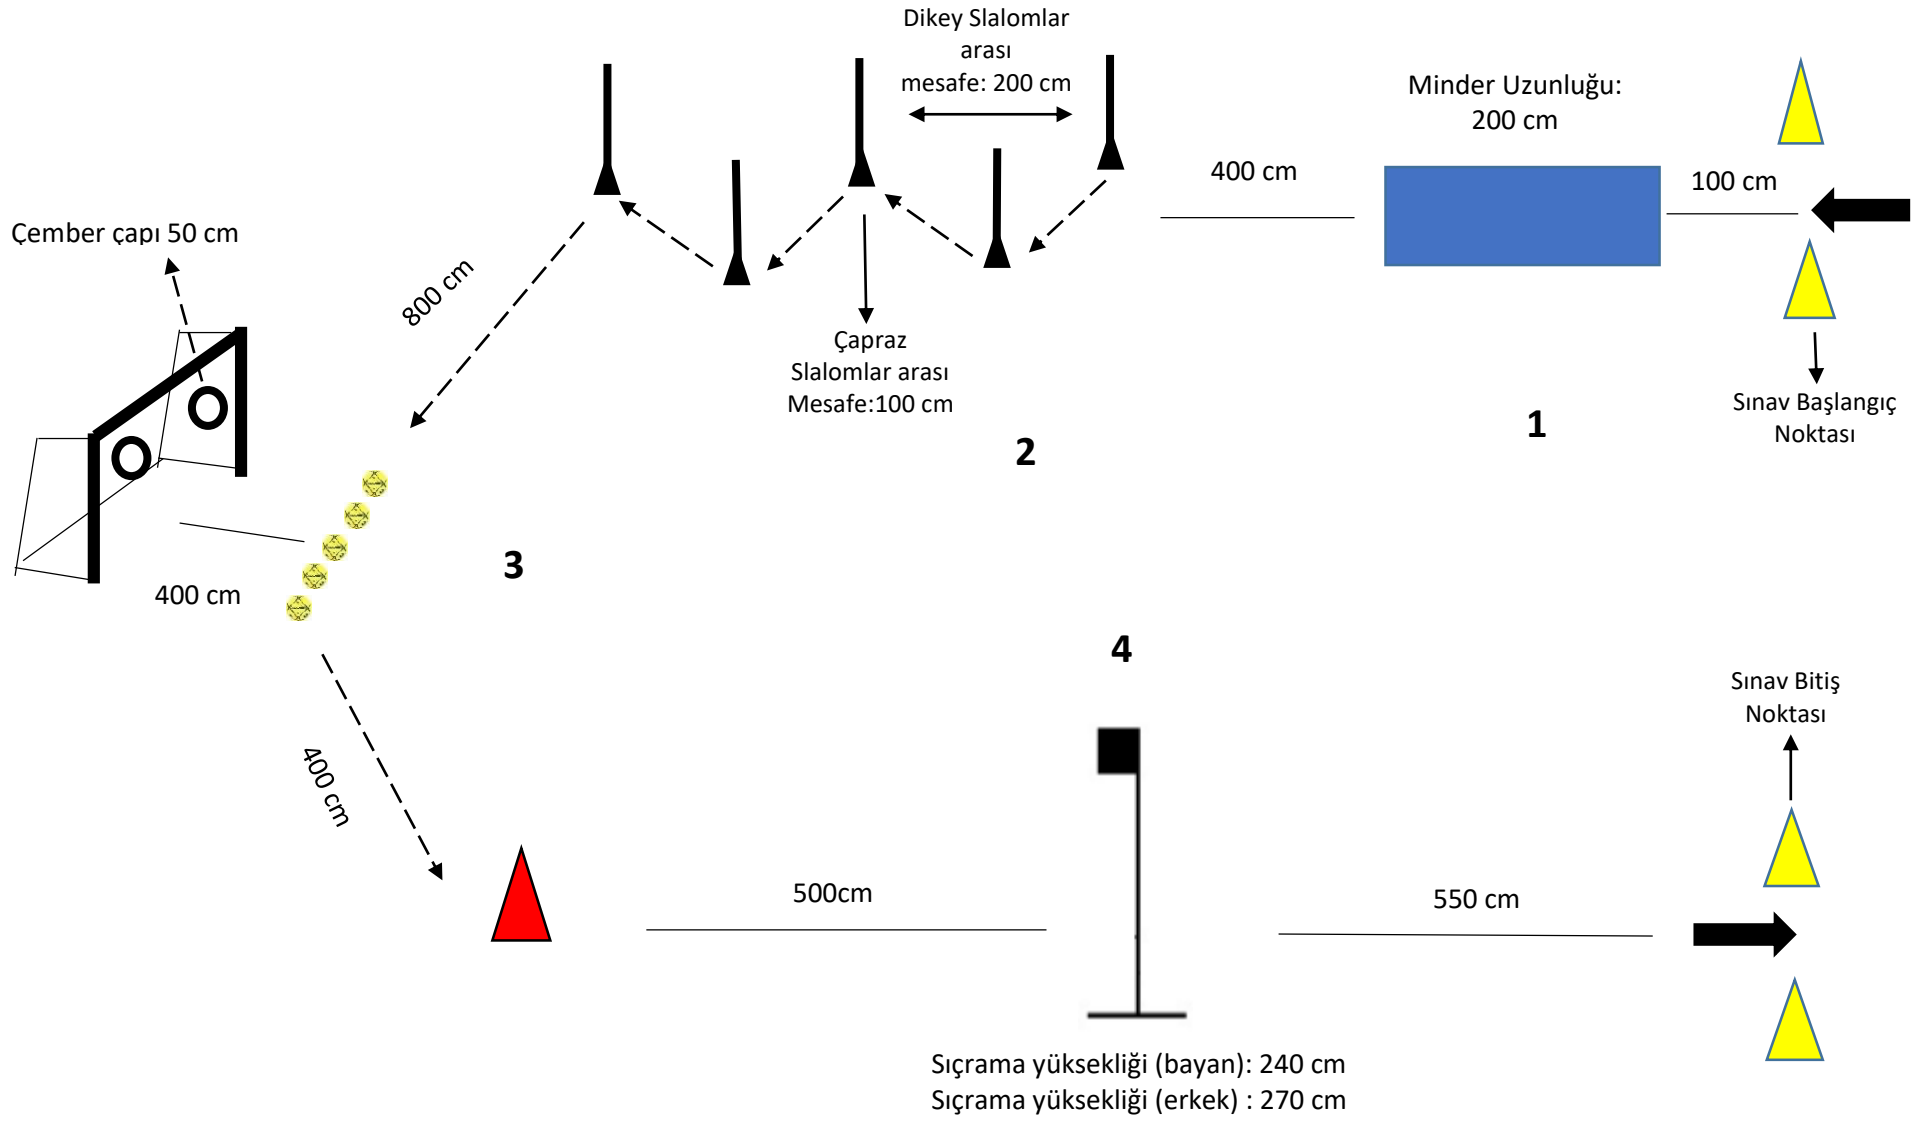 Dikey Slalomlar
arası
mesafe: 200 cm
Minder Uzunluğu:
200 cm
400 cm
100 cm
Çember çapı 50 cm
800 cm
Çapraz
Slalomlar arası
Mesafe:100 cm
Sınav Başlangıç
Noktası
1
2
3
400 cm
4
Sınav Bitiş
Noktası
400 cm
500cm
550 cm
Sıçrama yüksekliği (bayan): 240 cm
Sıçrama yüksekliği (erkek) : 270 cm